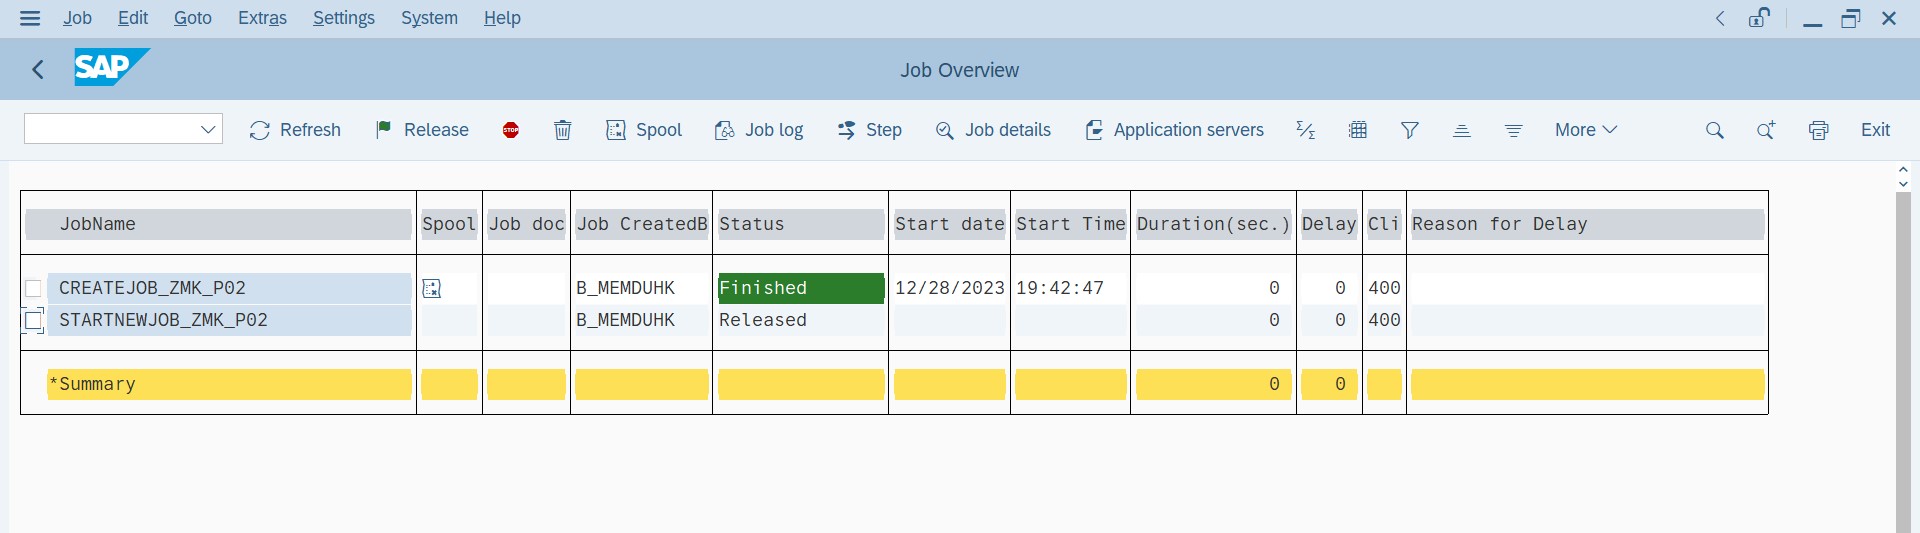 Job Edit Goto Extras Settings System Help
SAP Job Overview
Refresh Release STOP Spool Job log Step Job details Application servers More Exit
JobName Spool Job doc Job CreatedB Status Start date Start Time Duration(sec.) Delay Cli Reason for Delay
CREATEJOB_ZMK_P02 B_MEMDUHK Finished 12/28/2023 19:42:47 0 0 400
STARTNEWJOB_ZMK_P02 B_MEMDUHK Released 0 0 400
*Summary 0 0